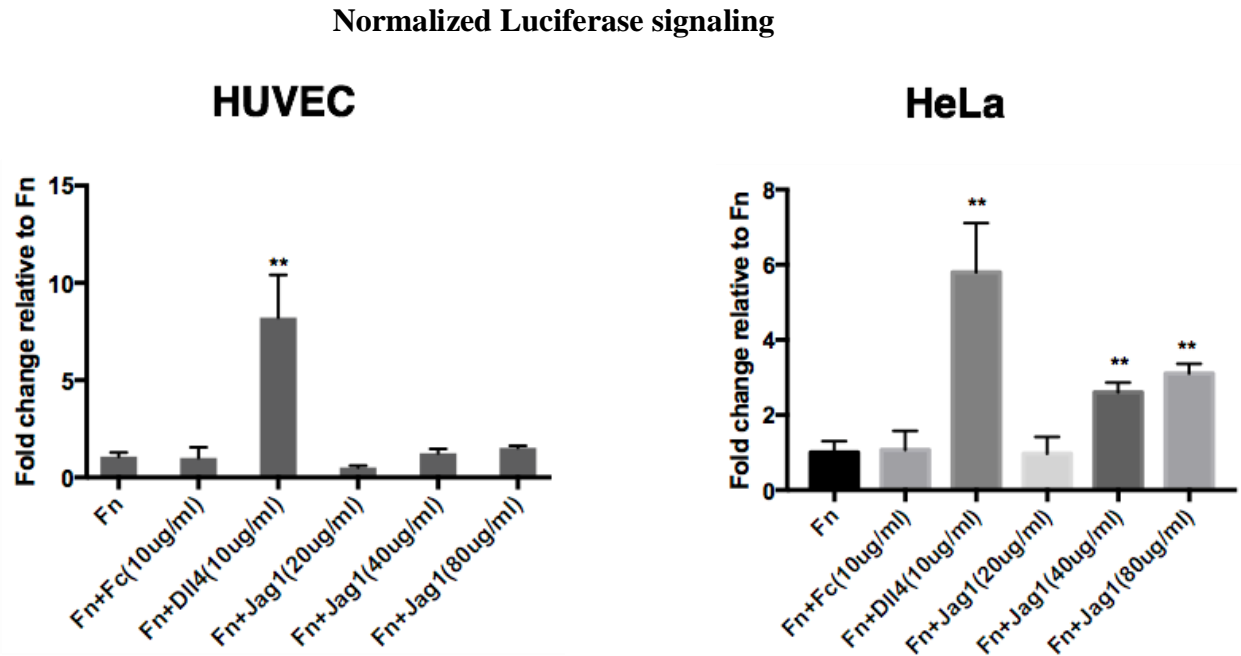 Normalized Luciferase signaling
HUVEC
Fold change relative to Fn
15
10
5
0
**
Fn
Fn+Fc(10ug/ml)
Fn+Dll4(10ug/ml)
Fn+Jag1(20ug/ml)
Fn+Jag1(40ug/ml)
Fn+Jag1(80ug/ml)
HeLa
Fold change relative to Fn
8
6
4
2
0
**
**
**
Fn
Fn+Fc(10ug/ml)
Fn+Dll4(10ug/ml)
Fn+Jag1(20ug/ml)
Fn+Jag1(40ug/ml)
Fn+Jag1(80ug/ml)